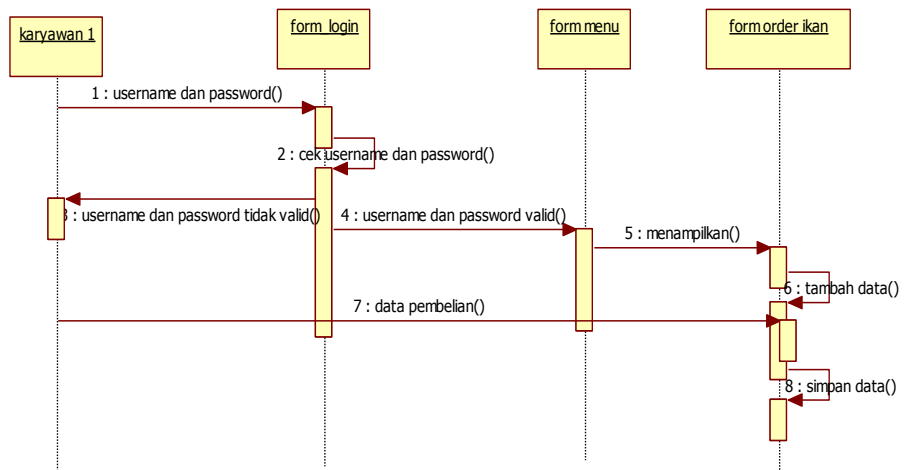 karyawan 1
form_login
form menu
form order ikan
1 : username dan password()
2 : cek username dan password()
3 : username dan password tidak valid()
4 : username dan password valid()
5 : menampilkan()
6 : tambah data()
7 : data pembelian()
8 : simpan data()